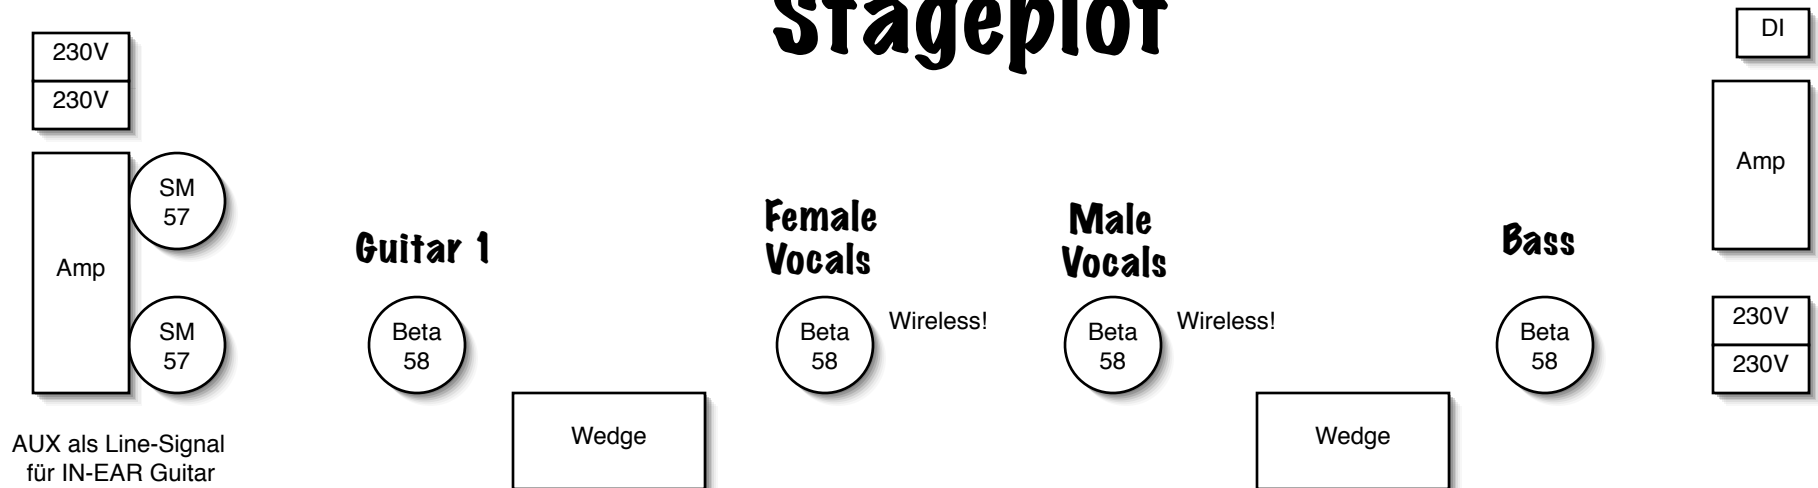 Stageplot
230V
230V
DI
Amp
SM
57
Amp
SM
57
Guitar 1
Female
Vocals
Male
Vocals
Bass
Beta
58
Beta
58
Wireless!
Beta
58
Wireless!
Beta
58
230V
230V
Wedge
Wedge
AUX als Line-Signal
für IN-EAR Guitar